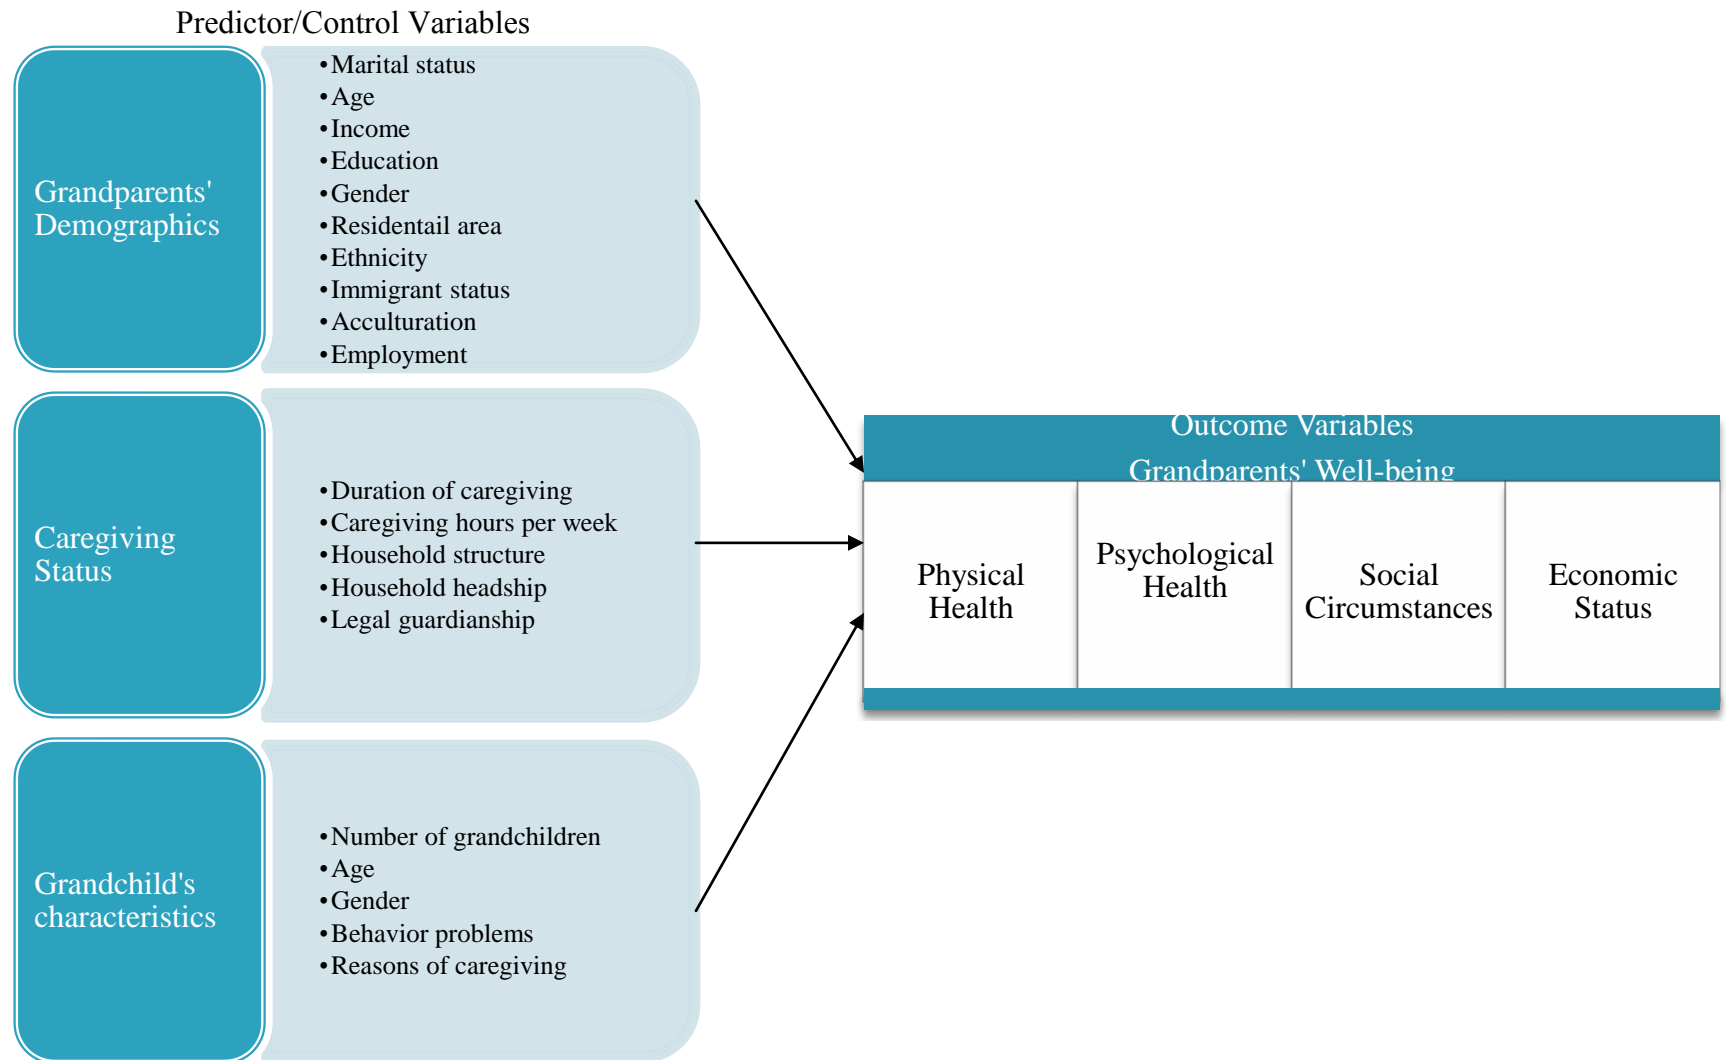 Predictor/Control Variables
Grandparents'
Demographics
•Marital status
•Age
•Income
•Education
•Gender
•Residentail area
•Ethnicity
•Immigrant status
•Acculturation
•Employment
Caregiving
Status
•Duration of caregiving
•Caregiving hours per week
•Household structure
•Household headship
•Legal guardianship
Grandchild's
characteristics
•Number of grandchildren
•Age
•Gender
•Behavior problems
•Reasons of caregiving
Outcome Variables
Grandparents' Well-being
Physical
Health
Psychological
Health
Social
Circumstances
Economic
Status